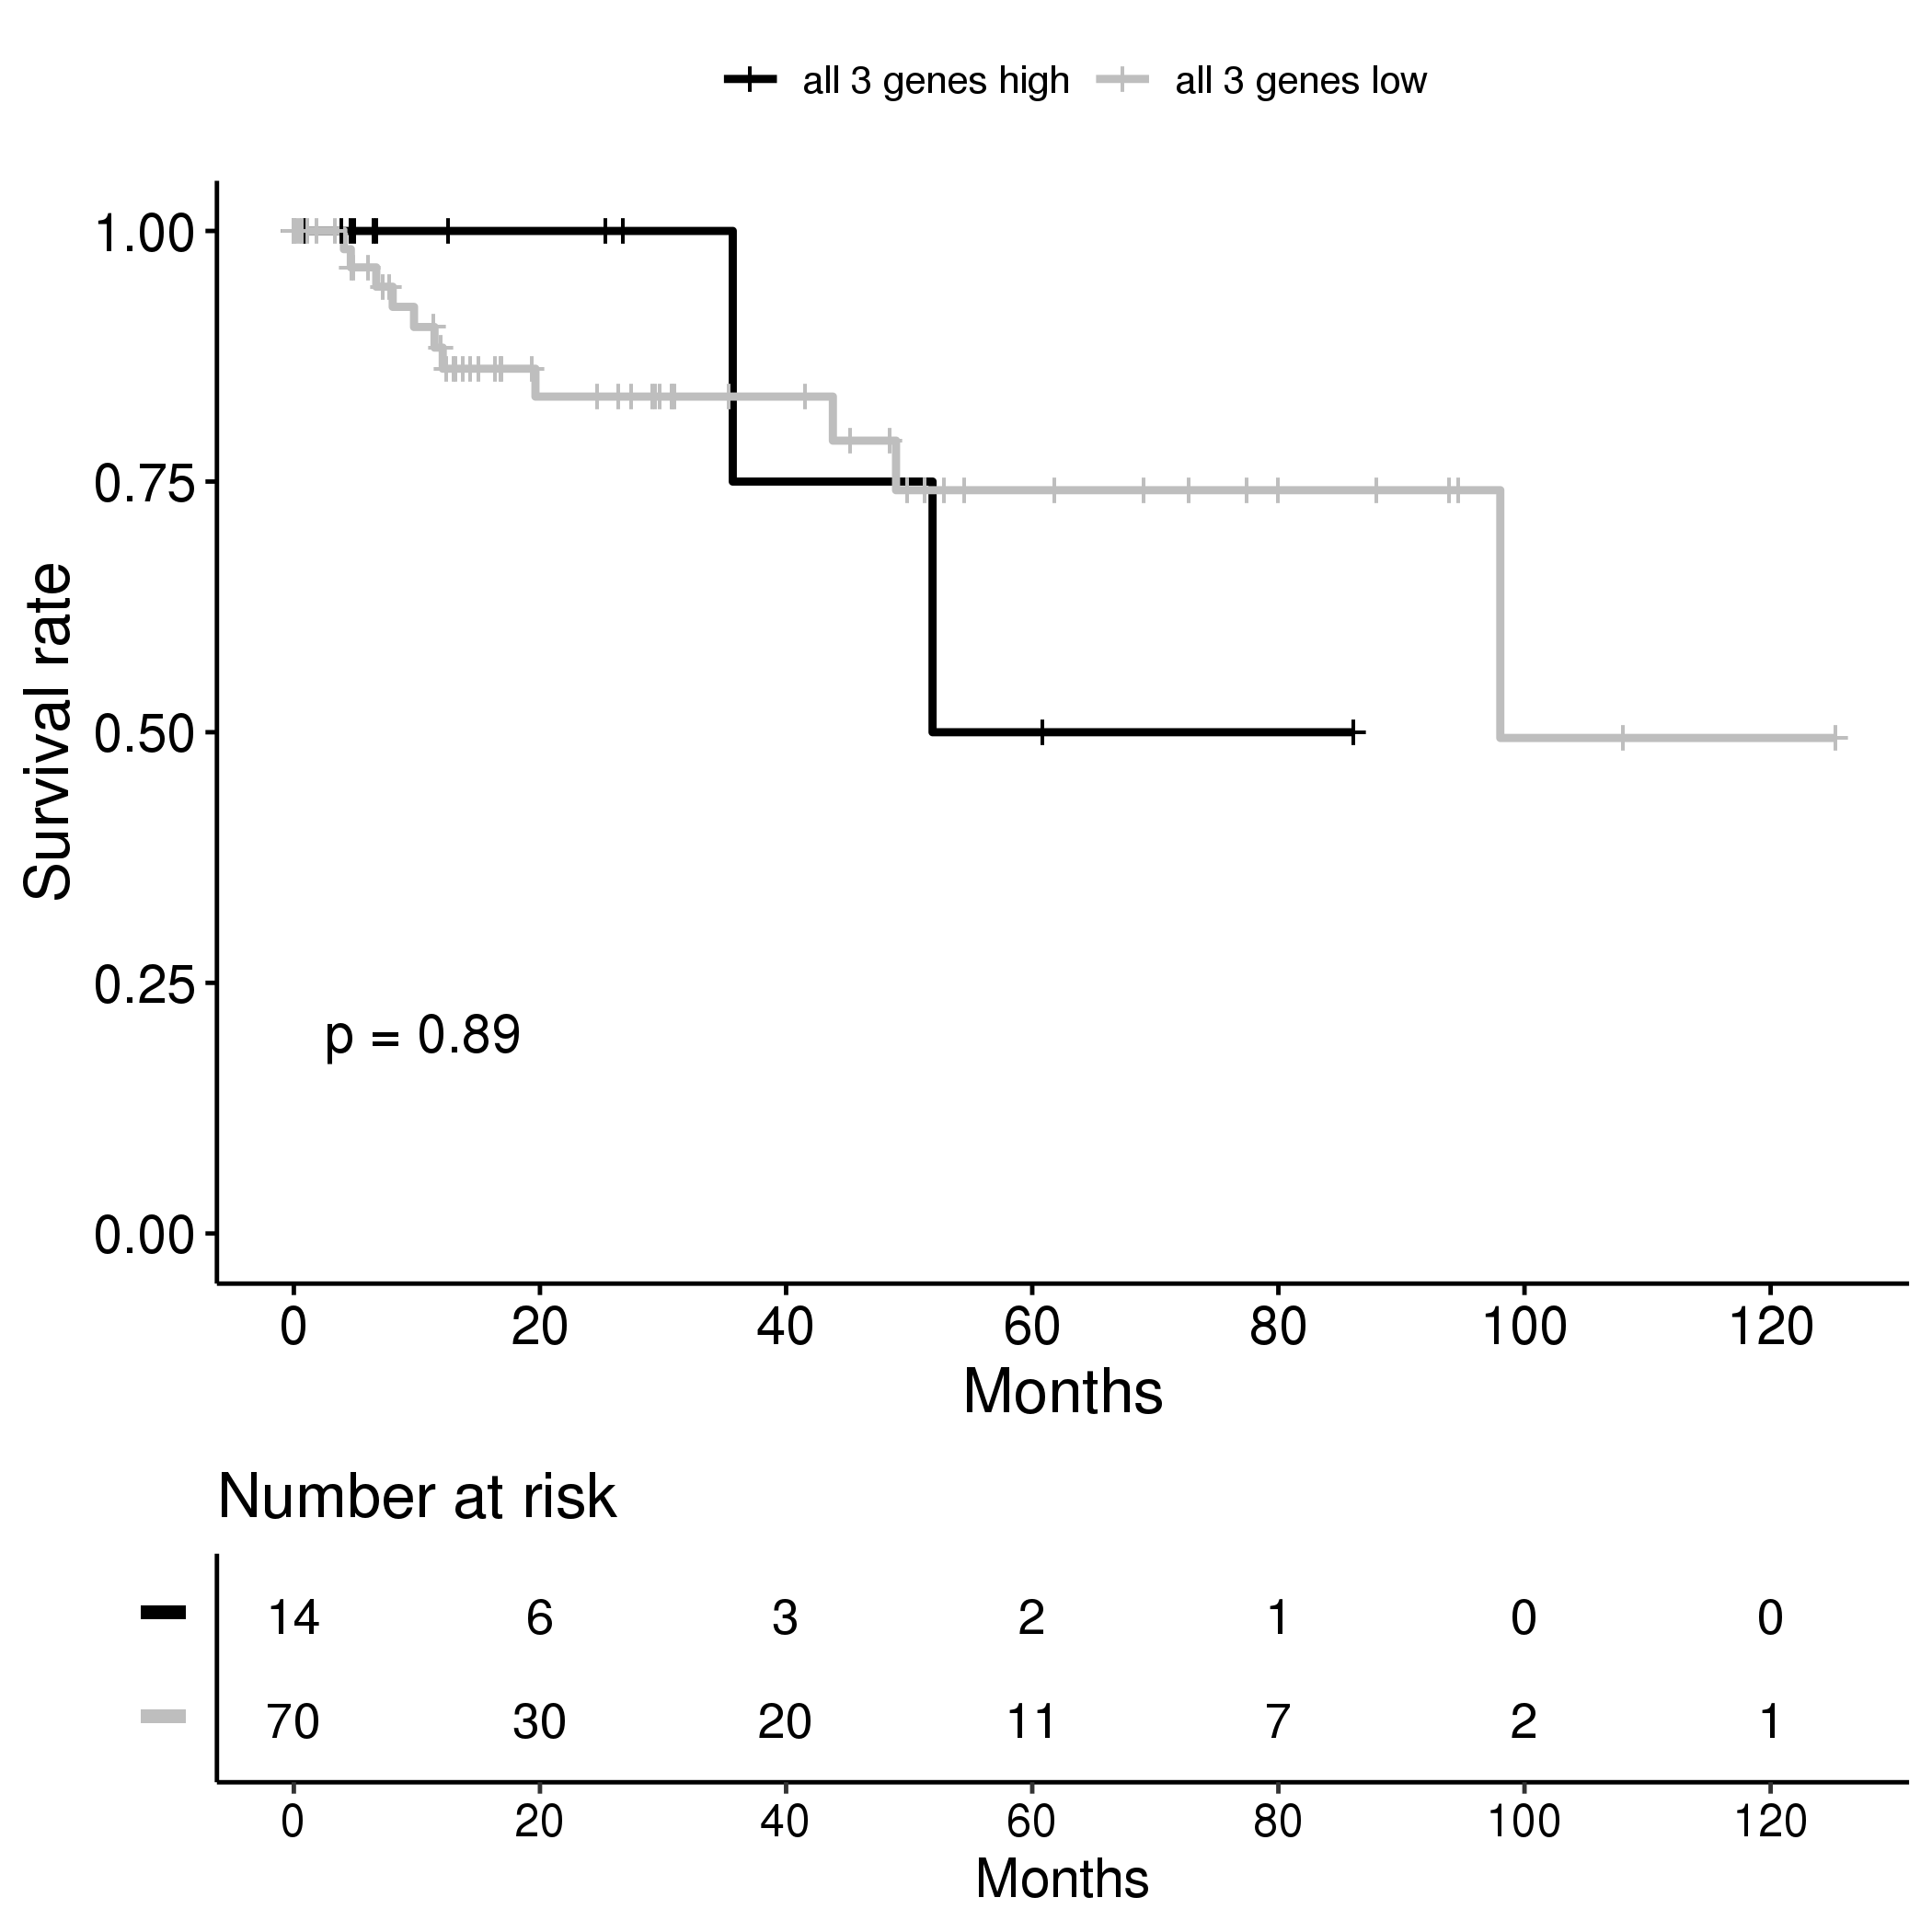 all 3 genes high all 3 genes low
1.00
0.75
0.50
0.25
0.00
Survival rate
p = 0.89
0 20 40 60 80 100 120
Months
Number at risk
14 6 3 2 1 0 0
70 30 20 11 7 2 1
0 20 40 60 80 100 120
Months